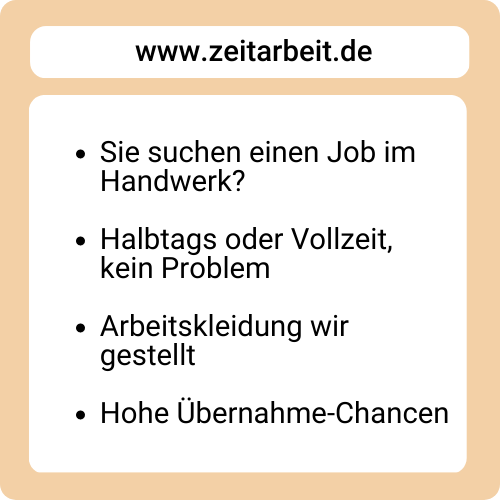 www.zeitarbeit.de
• Sie suchen einen Job im
Handwerk?
• Halbtags oder Vollzeit,
kein Problem
• Arbeitskleidung wir
gestellt
• Hohe Übernahme-Chancen